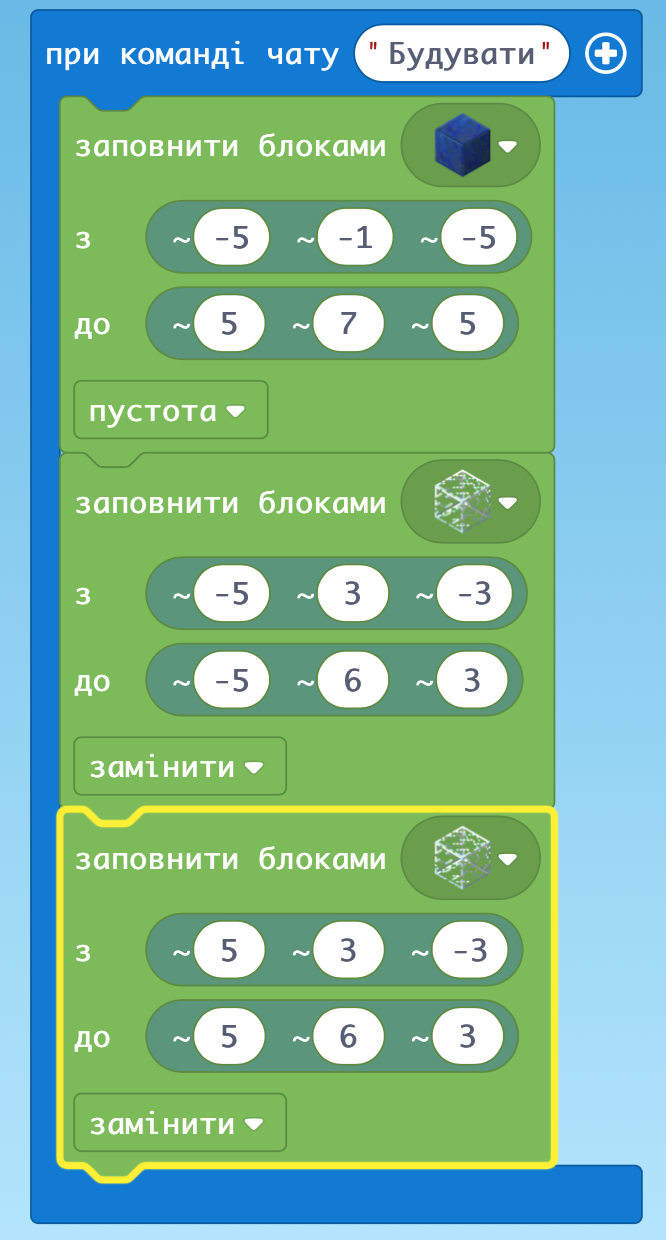 при команді чату "Будувати"
заповнити блоками
з ~ -5 ~ -1 ~ -5
до ~ 5 ~ 7 ~ 5
пустота
заповнити блоками
з ~ -5 ~ 3 ~ -3
до ~ -5 ~ 6 ~ 3
замінити
заповнити блоками
з ~ 5 ~ 3 ~ -3
до ~ 5 ~ 6 ~ 3
замінити